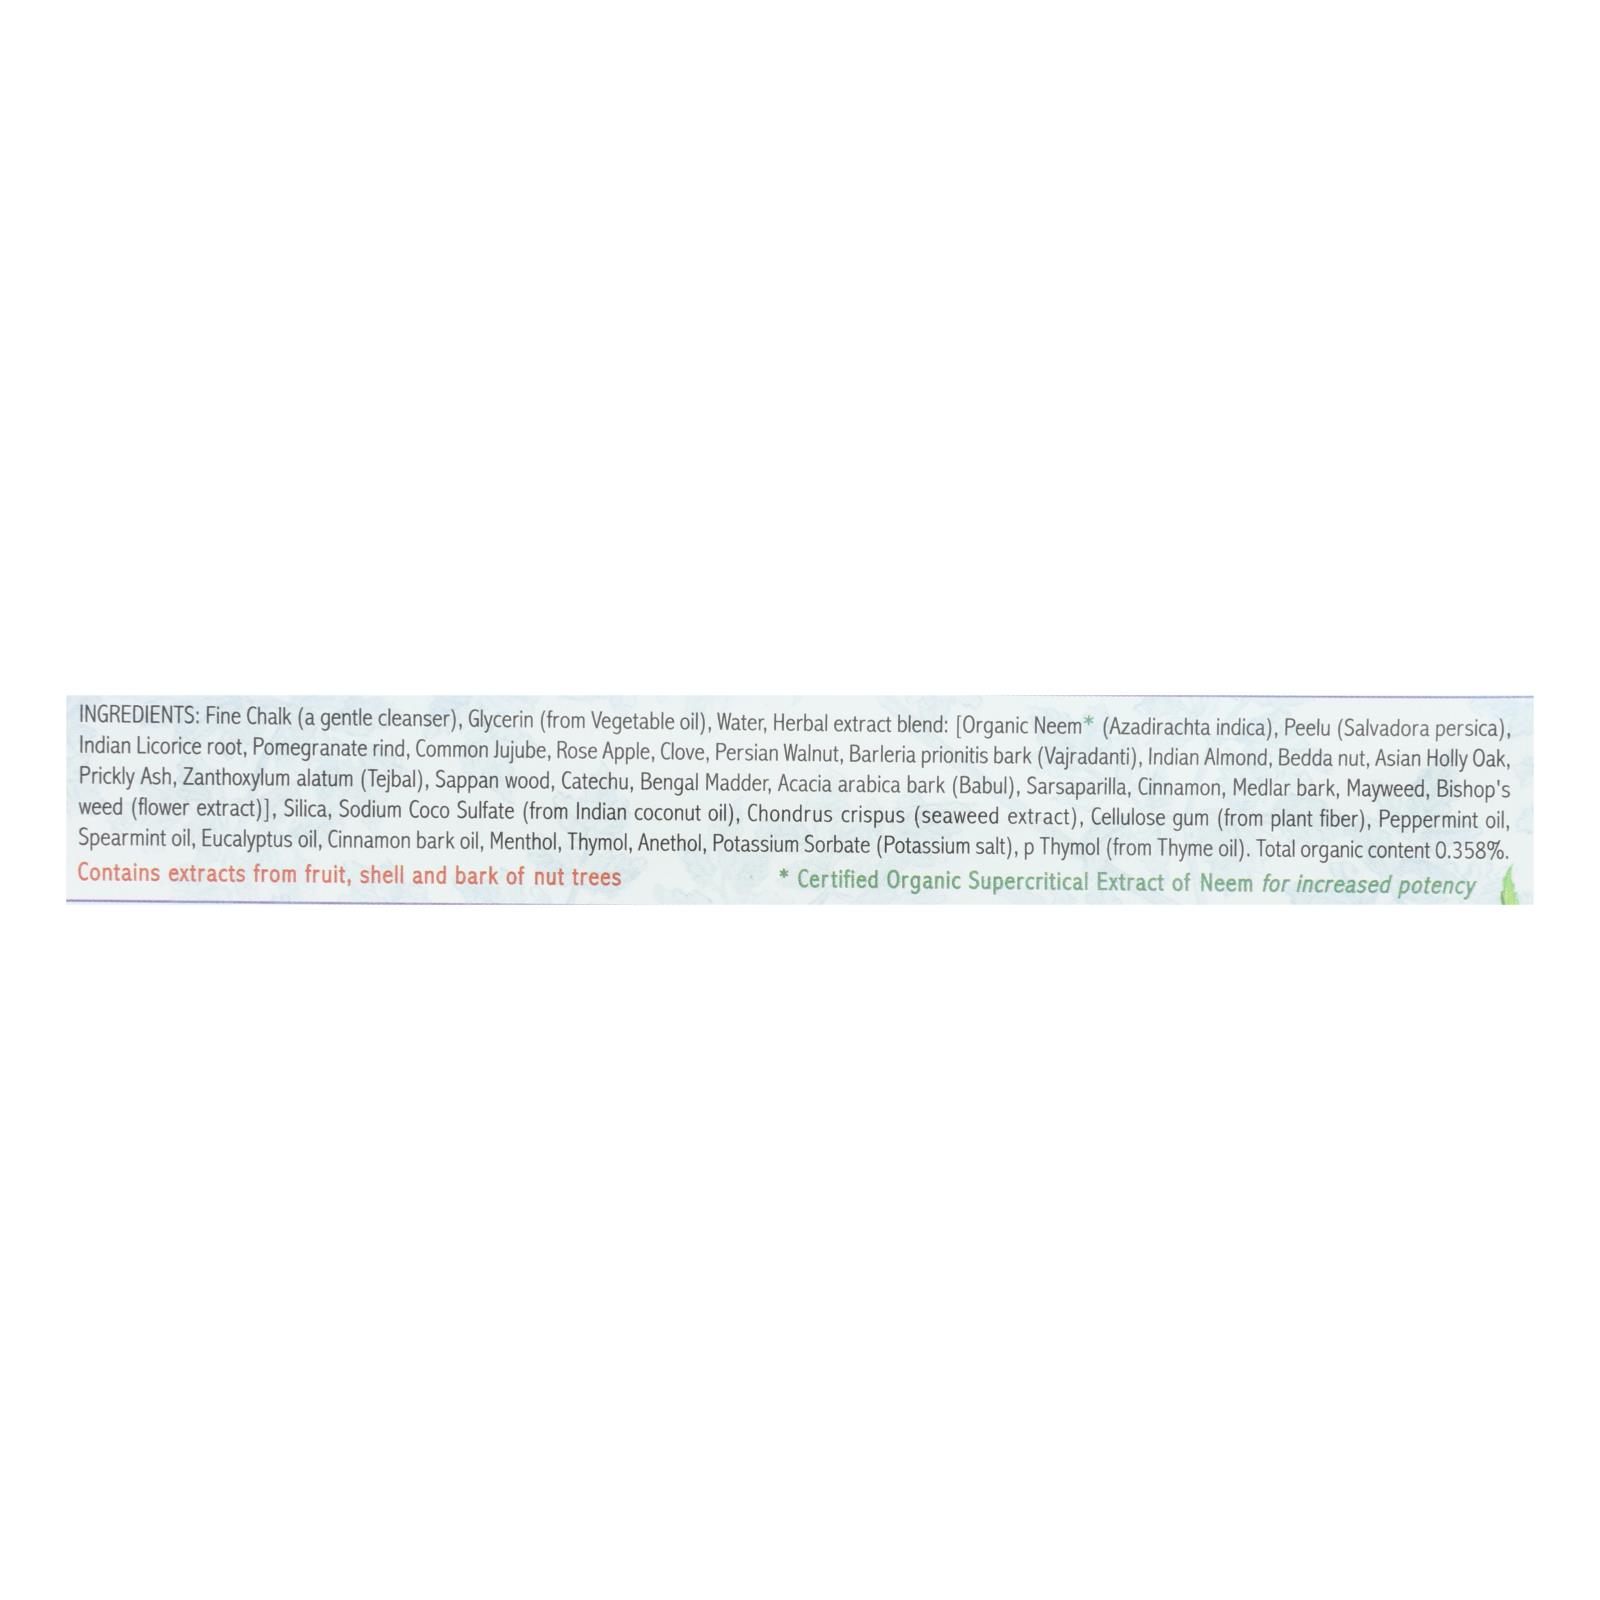 INGREDIENTS: Fine Chalk (a gentle cleanser), Glycerin (from Vegetable oil), Water, Herbal extract blend: [Organic Neem* (Azadirachta indica), Peelu (Salvadora persica),
Indian Licorice root, Pomegranate rind, Common Jujube, Rose Apple, Clove, Persian Walnut, Barleria prionitis bark (Vajradanti), Indian Almond, Bedda nut, Asian Holly Oak,
Prickly Ash, Zanthoxylum alatum (Tejbal), Sappan wood, Catechu, Bengal Madder, Acacia arabica bark (Babul), Sarsaparilla, Cinnamon, Medlar bark, Mayweed, Bishop's
weed (flower extract)], Silica, Sodium Coco Sulfate (from Indian coconut oil), Chondrus crispus (seaweed extract), Cellulose gum (from plant fiber), Peppermint oil,
Spearmint oil, Eucalyptus oil, Cinnamon bark oil, Menthol, Thymol, Anethol, Potassium Sorbate (Potassium salt), p Thymol (from Thyme oil). Total organic content 0.358%.
Contains extracts from fruit, shell and bark of nut trees * Certified Organic Supercritical Extract of Neem for increased potency